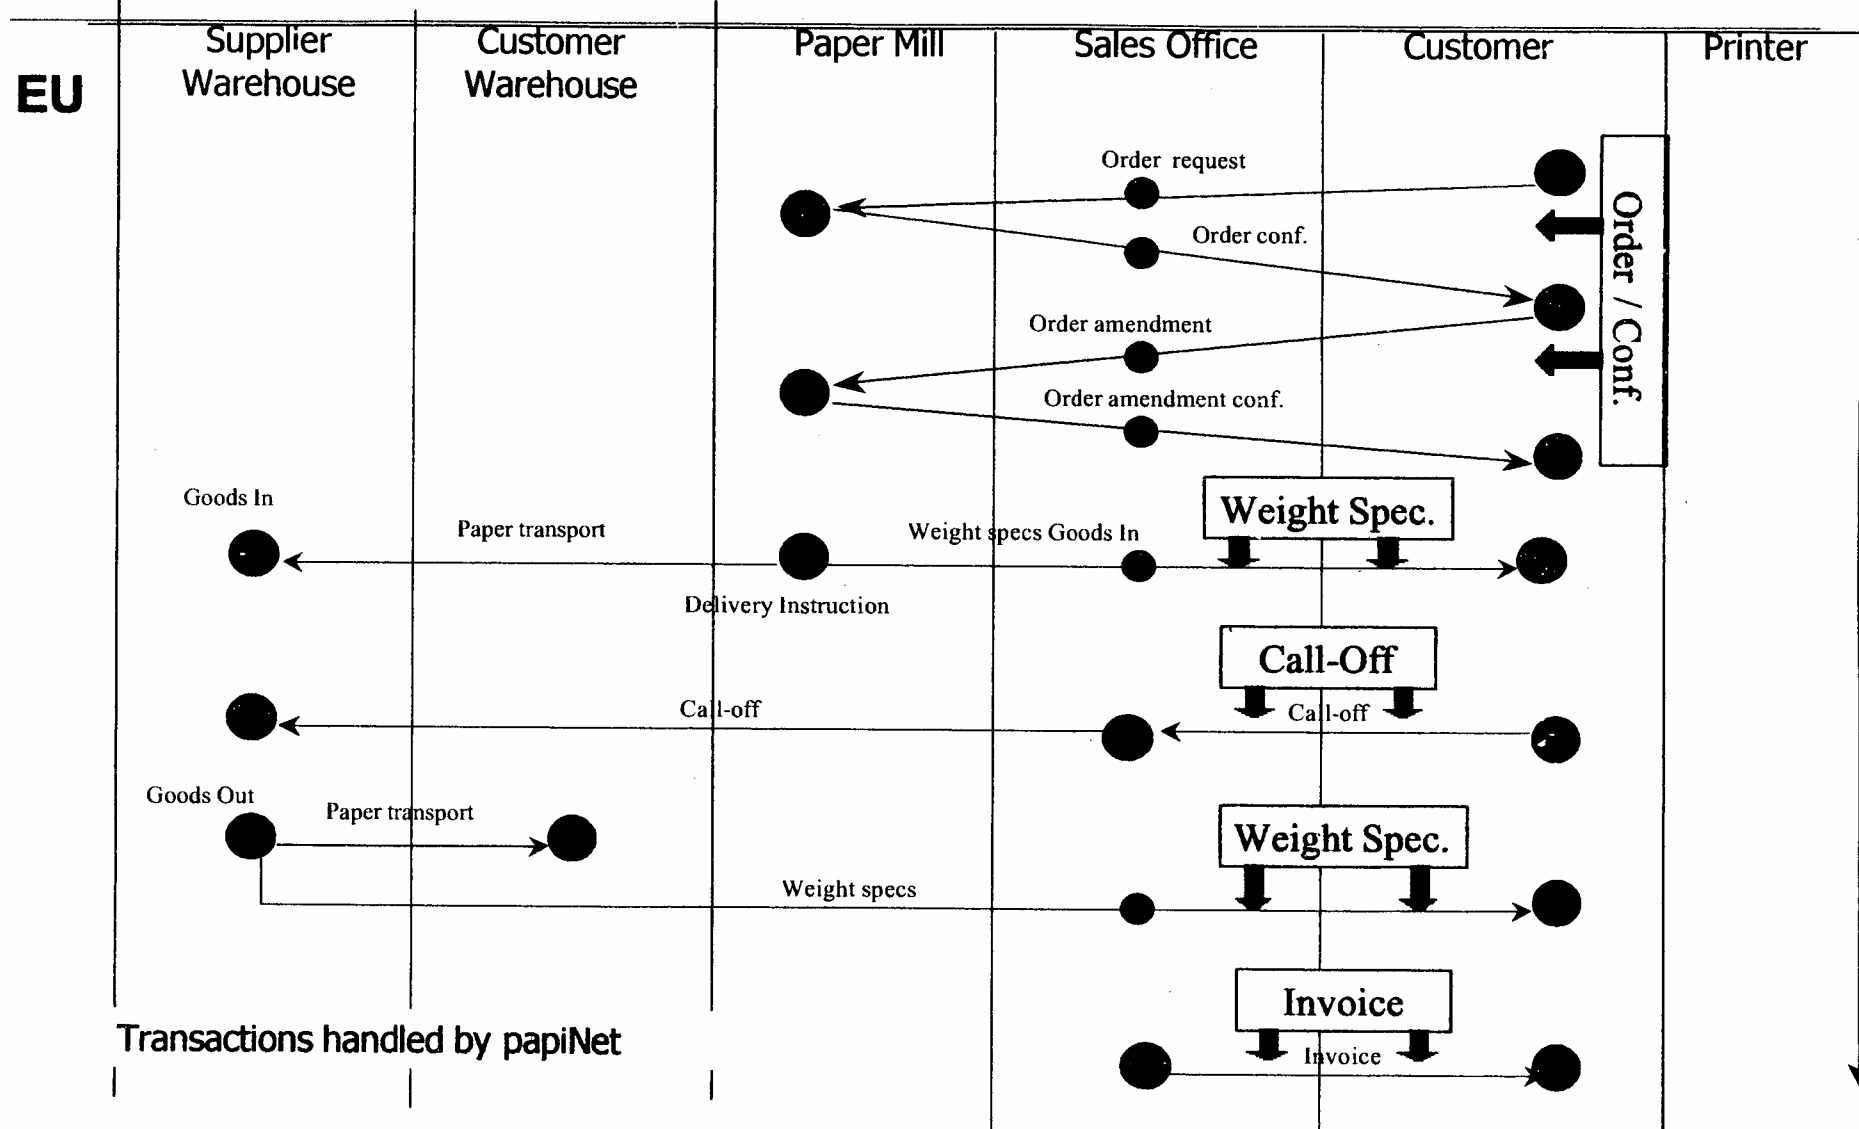 Supplier
Warehouse
Customer
Warehouse
Paper Mill
Sales Office
Customer
Printer
EU
Order request
Order conf.
Order amendment
Order amendment conf.
Order / Conf.
Weight Spec.
Goods In
Paper transport
Weight specs Goods In
Delivery Instruction
Call-Off
Call-off
Call-off
Goods Out
Paper transport
Weight Spec.
Weight specs
Invoice
Invoice
Transactions handled by papiNet